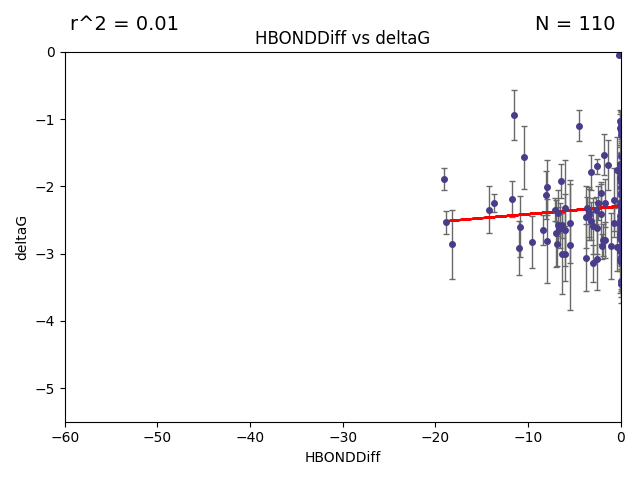 r^2 = 0.01
N = 110
HBONDDiff vs deltaG
0
−1
−2
−3
−4
−5
deltaG
−60
−50
−40
−30
−20
−10
0
HBONDDiff